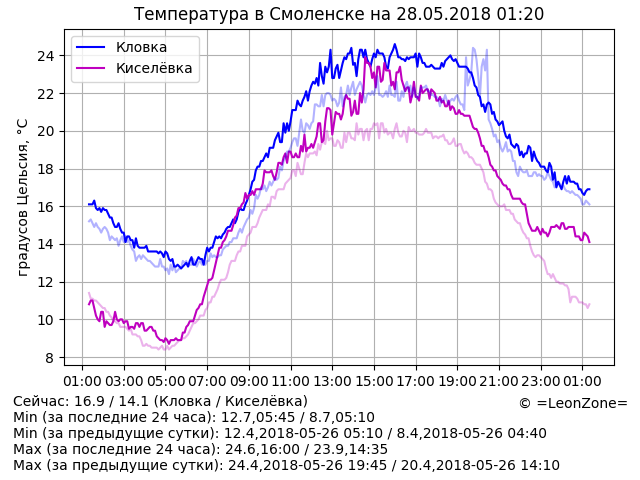 Температура в Смоленске на 28.05.2018 01:20
Кловка
Киселёвка
градусов Цельсия, °C
24
22
20
18
16
14
12
10
8
01:00 03:00 05:00 07:00 09:00 11:00 13:00 15:00 17:00 19:00 21:00 23:00 01:00
Сейчас: 16.9 / 14.1 (Кловка / Киселёвка)
© =LeonZone=
Min (за последние 24 часа): 12.7,05:45 / 8.7,05:10
Min (за предыдущие сутки): 12.4,2018-05-26 05:10 / 8.4,2018-05-26 04:40
Max (за последние 24 часа): 24.6,16:00 / 23.9,14:35
Max (за предыдущие сутки): 24.4,2018-05-26 19:45 / 20.4,2018-05-26 14:10